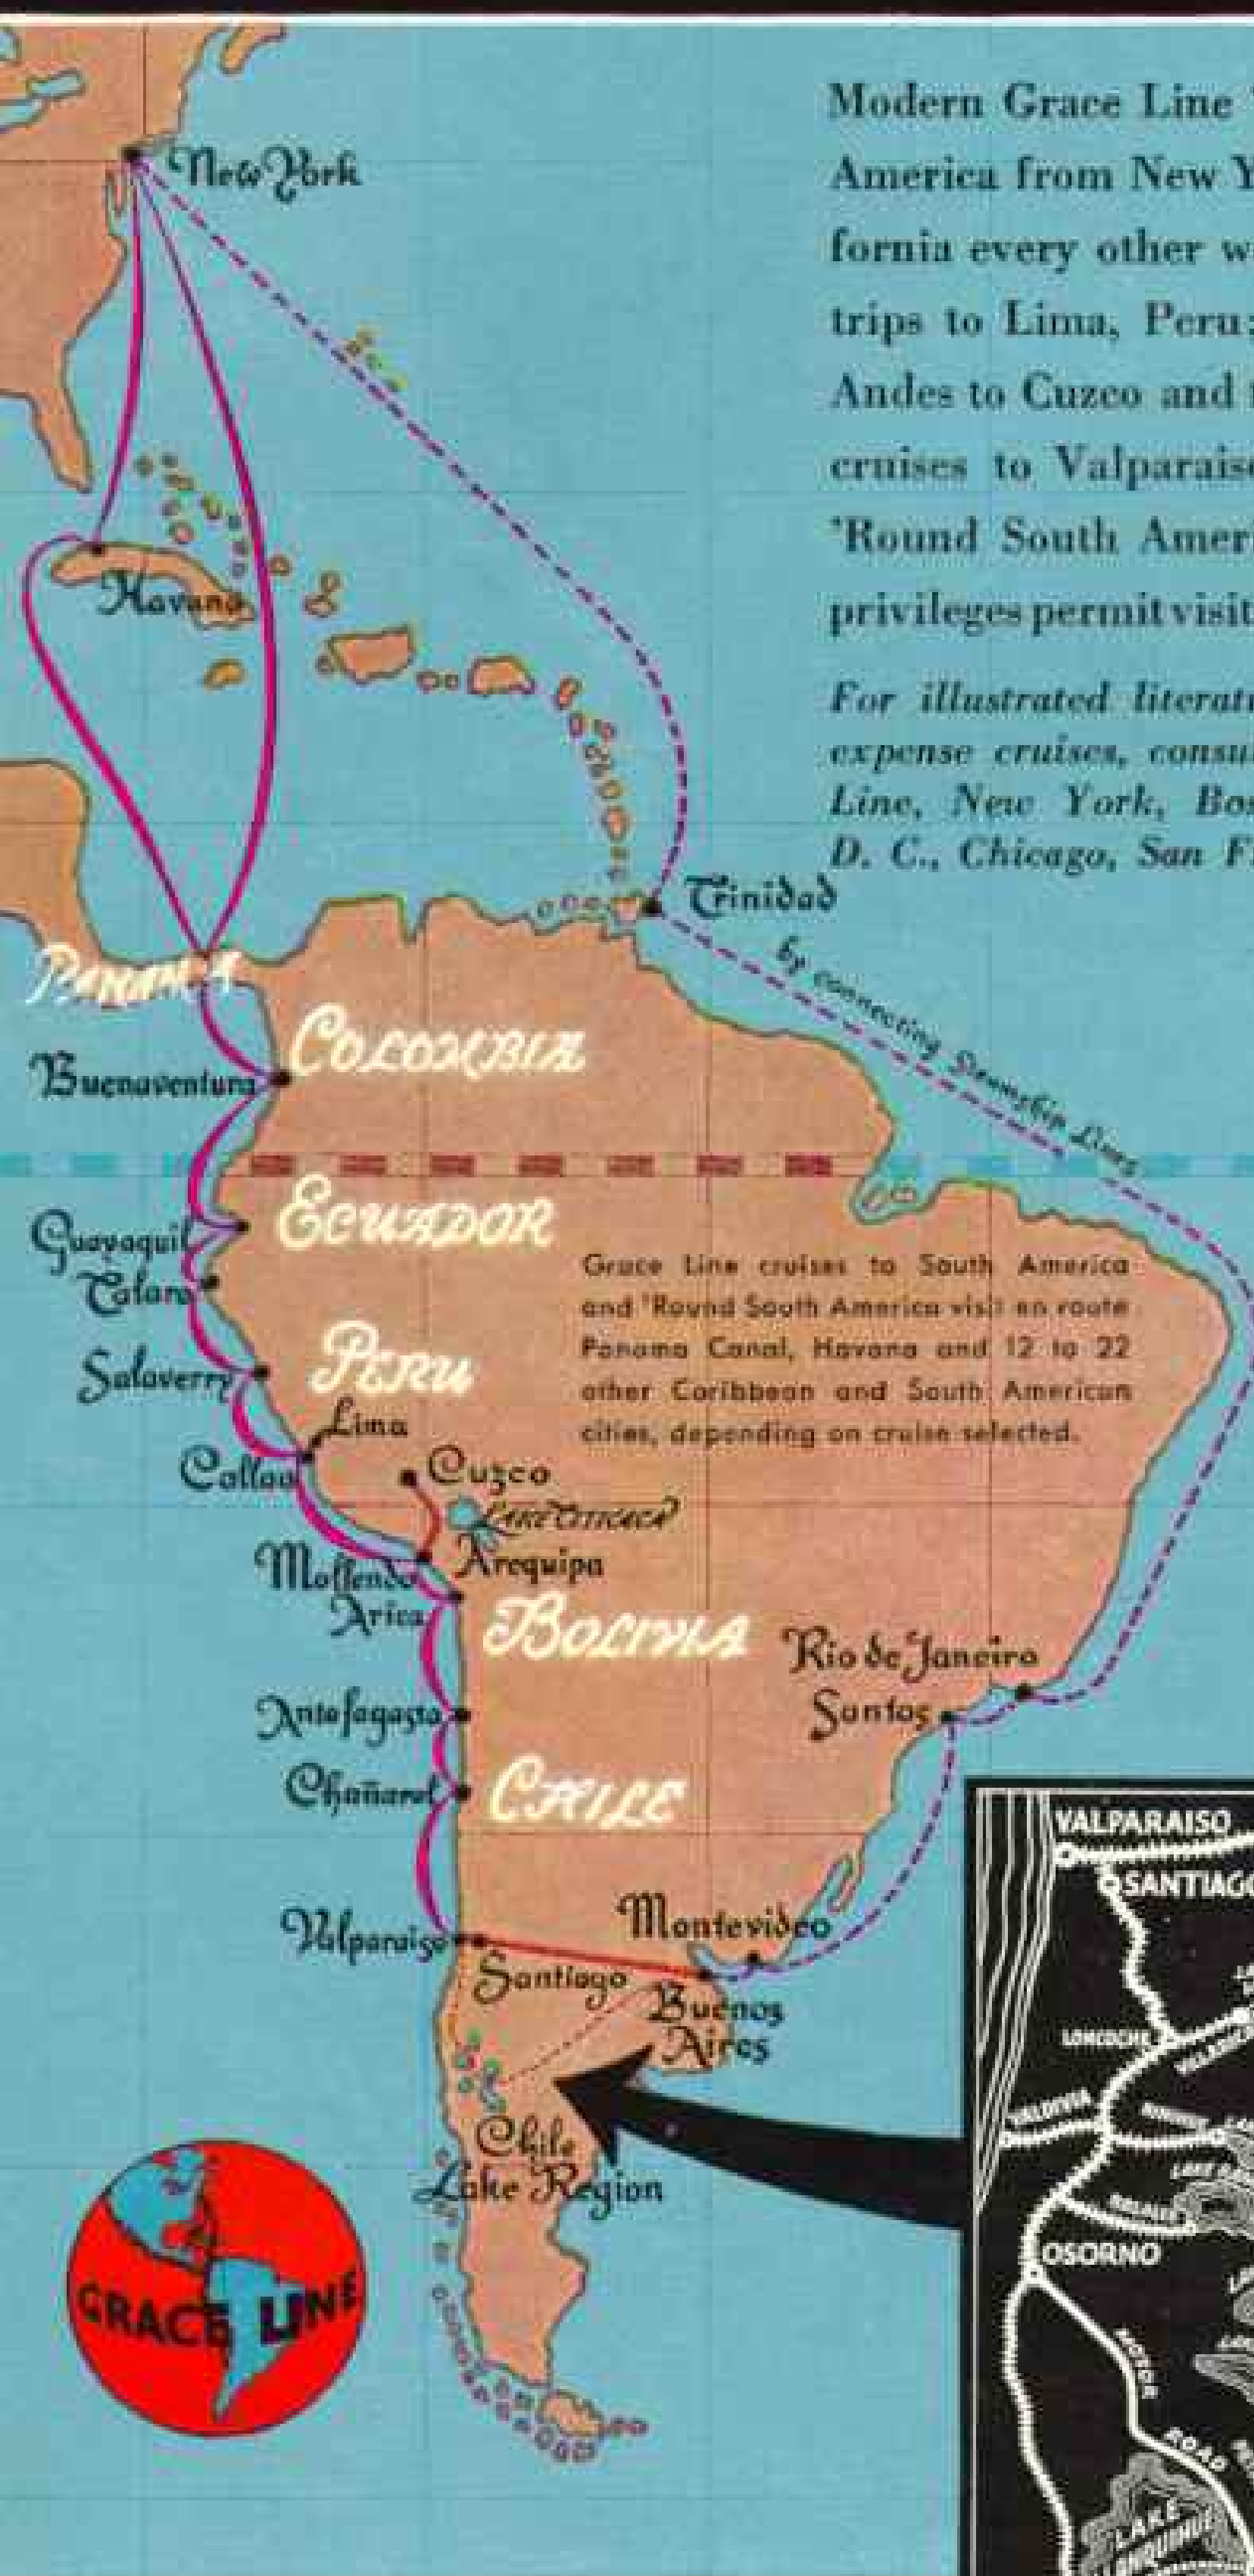 Modern Grace Line
America from New Y
fornia every other w
trips to Lima, Peru;
Andes to Cuzco and
cruises to Valparais
'Round South Amer
privileges permit visit
For illustrated literat
expense cruises, consu
Line, New York, Bos
D. C., Chicago, San F
New York
Havana
Trinidad
by connecting Steamship Lines
PANAMA
COLOMBIA
Buenaventura
ECUADOR
Guayaquil
Talara
Grace Line cruises to South America
and 'Round South America visit en route
Panama Canal, Havana and 12 to 22
other Caribbean and South American
cities, depending on cruise selected.
PERU
Salaverry
Lima
Callao
Cuzco
LAKE TITICACA
Arequipa
Mollendo
Arica
BOLIVIA
Rio de Janeiro
Santos
Antofagasta
Chañaral
CHILE
Valparaiso
Santiago
Montevideo
Buenos
Aires
Chile
Lake Region
GRACE LINE
VALPARAISO
SANTIAGO
LONCOCHE
VALDIVIA
OSORNO
MOTOR
ROAD
LAKE